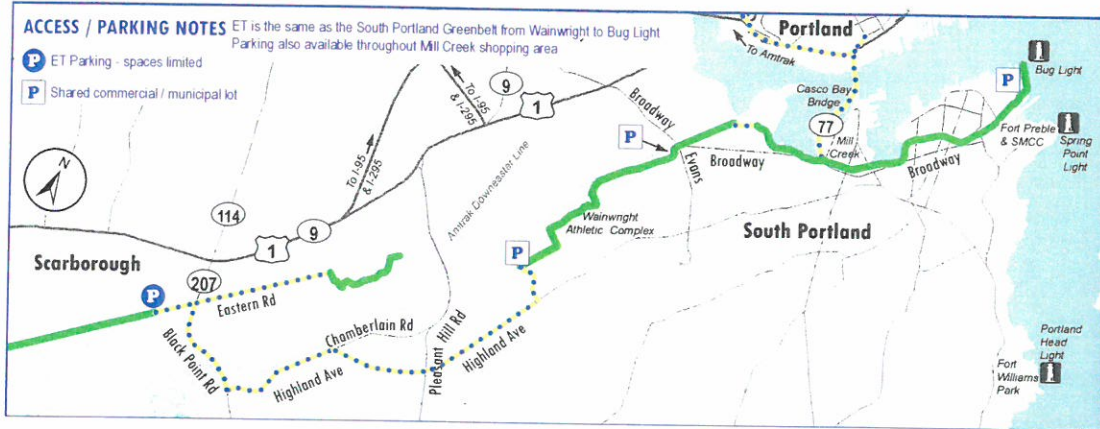 ACCESS / PARKING NOTES ET is the same as the South Portland Greenbelt from Wainwright to Bug Light
Parking also available throughout Mill Creek shopping area
P ET Parking - spaces limited
P Shared commercial / municipal lot
Portland
To Amtrak
Casco Bay
Bridge
77
Mill
Creek
P
Bug Light
Fort Preble
& SMCC
Spring
Point
Light
To I-95
& I-295
To I-95
& I-295
9
1
Broadway
P
Evans
Broadway
Broadway
N
114
1
9
Amtrak Downeaster Line
Wainwright
Athletic Complex
South Portland
Scarborough
P
207
Eastern Rd
P
Black Point Rd
Highland Ave
Chamberlain Rd
Pleasant Hill Rd
Highland Ave
Portland
Head
Light
Fort
Williams
Park